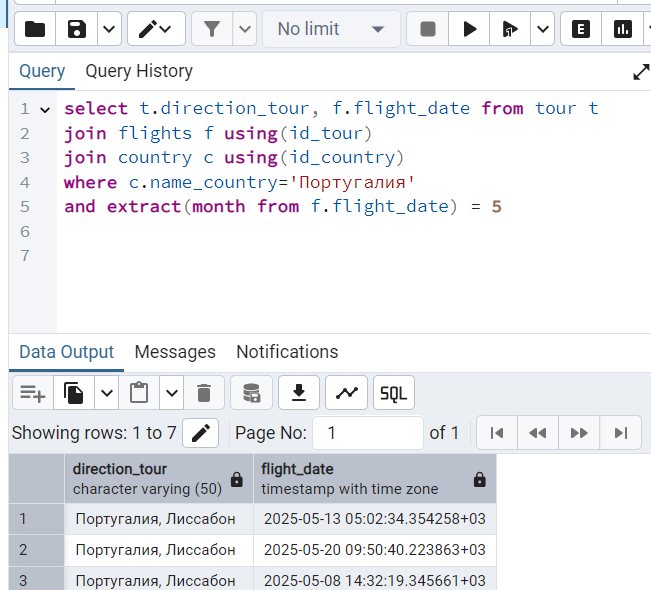 No limit
E
Query Query History
1 select t.direction_tour, f.flight_date from tour t
2 join flights f using(id_tour)
3 join country c using(id_country)
4 where c.name_country='Португалия'
5 and extract(month from f.flight_date) = 5
6
7
Data Output Messages Notifications
SQL
Showing rows: 1 to 7 Page No: 1 of 1
direction_tour flight_date
character varying (50) timestamp with time zone
1 Португалия, Лиссабон 2025-05-13 05:02:34.354258+03
2 Португалия, Лиссабон 2025-05-20 09:50:40.223863+03
3 Португалия, Лиссабон 2025-05-08 14:32:19.345661+03